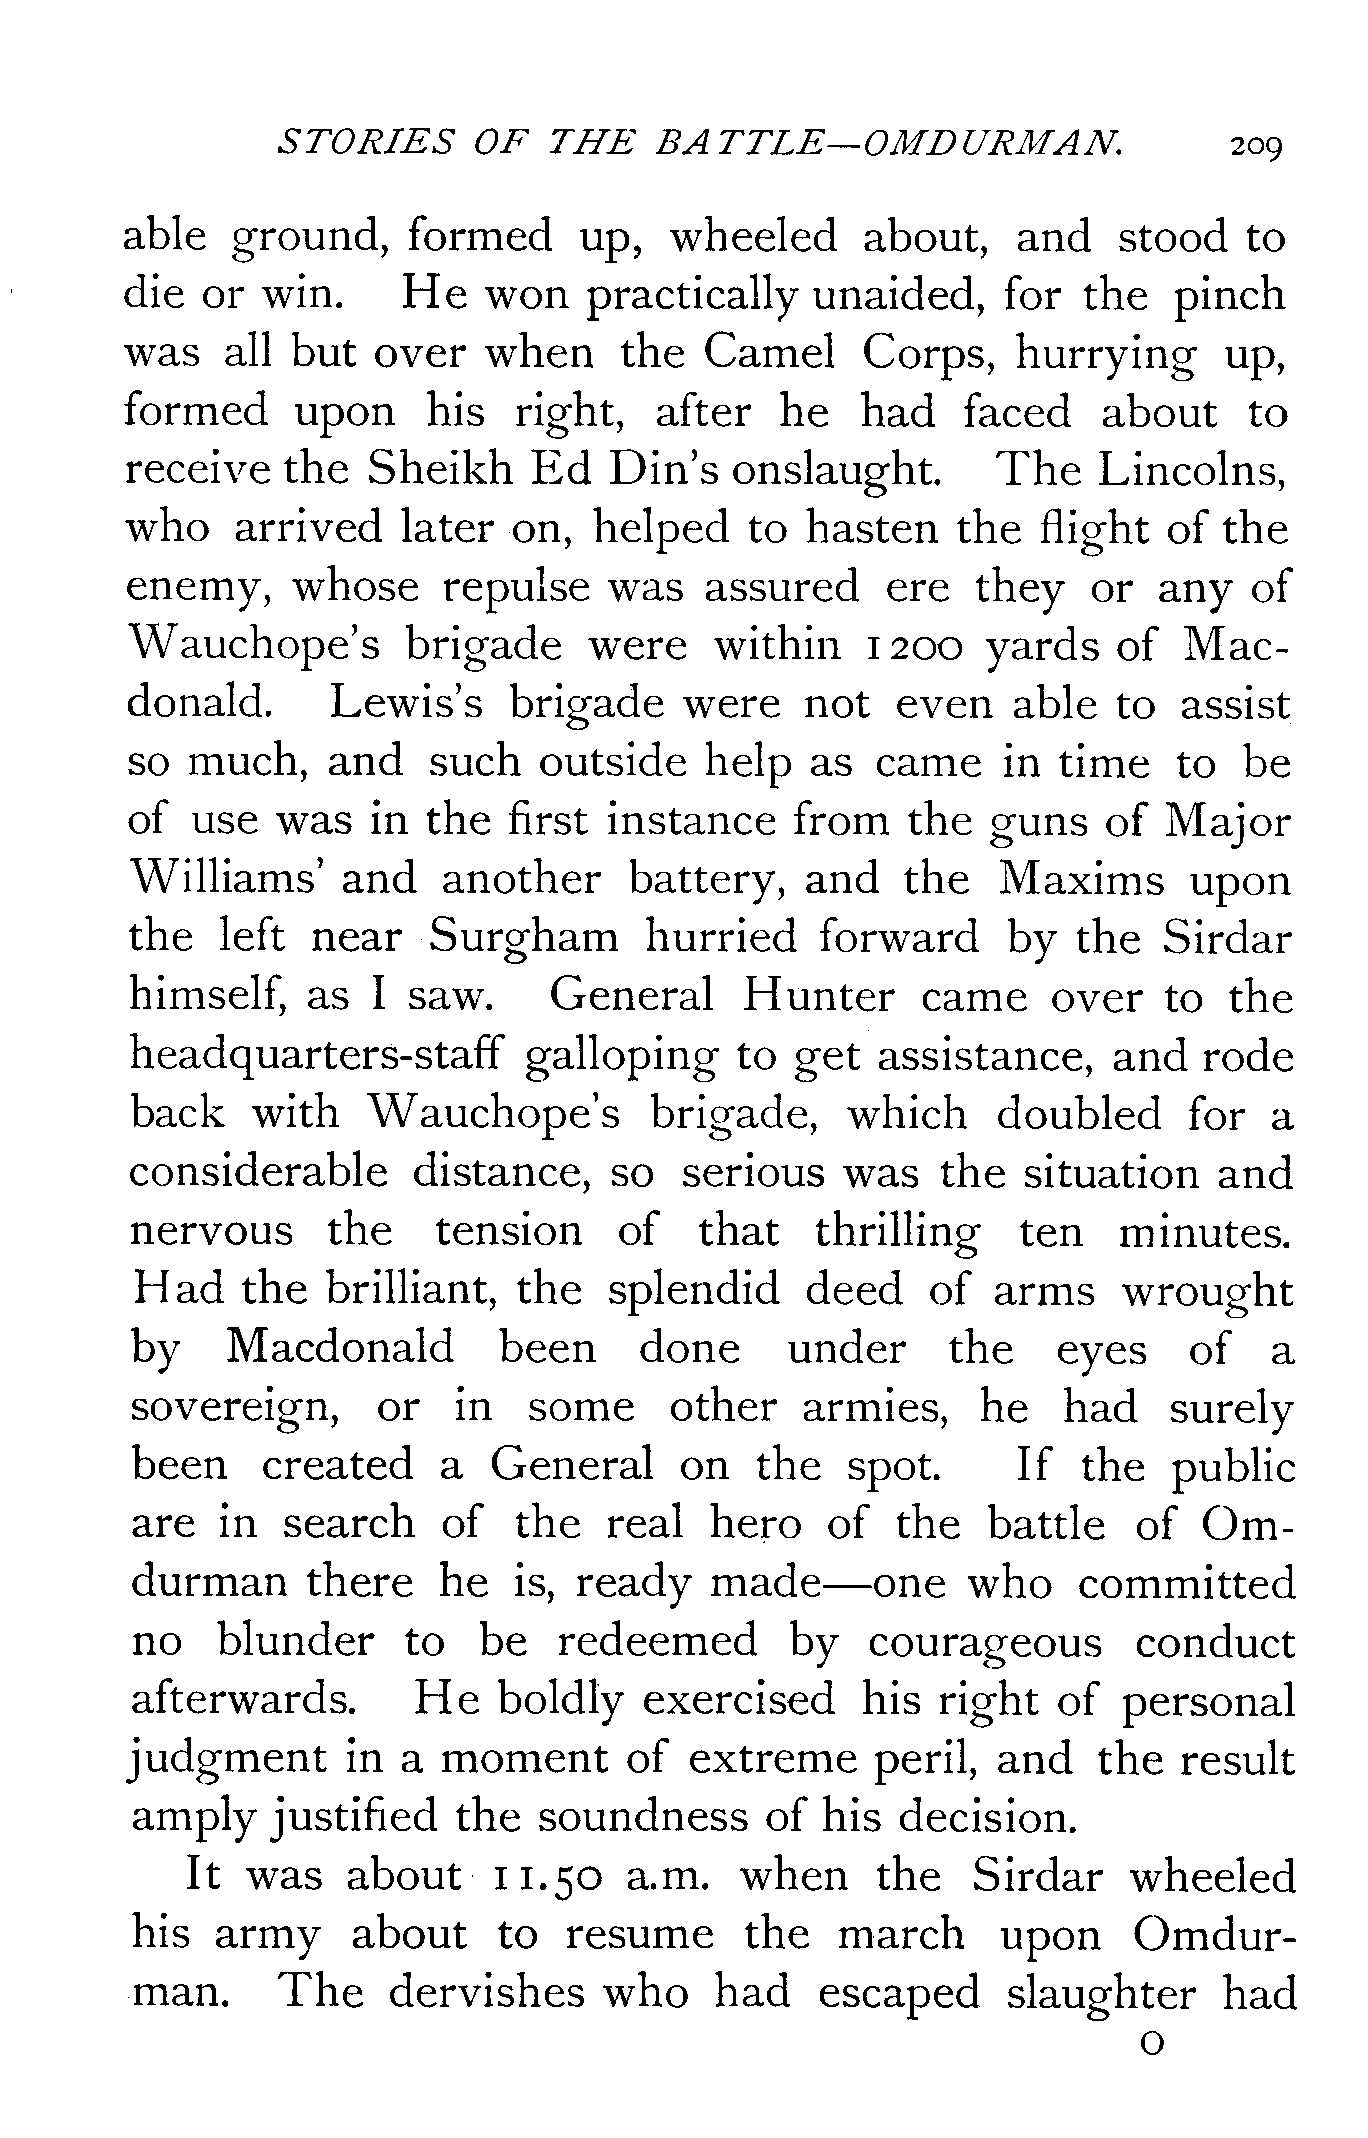 STORIES OF THE BATTLE—OMDURMAN. 209
able ground, formed up, wheeled about, and stood to
die or win. He won practically unaided, for the pinch
was all but over when the Camel Corps, hurrying up,
formed upon his right, after he had faced about to
receive the Sheikh Ed Din's onslaught. The Lincolns,
who arrived later on, helped to hasten the flight of the
enemy, whose repulse was assured ere they or any of
Wauchope's brigade were within 1200 yards of Mac-
donald. Lewis's brigade were not even able to assist
so much, and such outside help as came in time to be
of use was in the first instance from the guns of Major
Williams' and another battery, and the Maxims upon
the left near Surgham hurried forward by the Sirdar
himself, as I saw. General Hunter came over to the
headquarters-staff galloping to get assistance, and rode
back with Wauchope's brigade, which doubled for a
considerable distance, so serious was the situation and
nervous the tension of that thrilling ten minutes.
Had the brilliant, the splendid deed of arms wrought
by Macdonald been done under the eyes of a
sovereign, or in some other armies, he had surely
been created a General on the spot. If the public
are in search of the real hero of the battle of Om-
durman there he is, ready made—one who committed
no blunder to be redeemed by courageous conduct
afterwards. He boldly exercised his right of personal
judgment in a moment of extreme peril, and the result
amply justified the soundness of his decision.
It was about 11.50 a.m. when the Sirdar wheeled
his army about to resume the march upon Omdur-
man. The dervishes who had escaped slaughter had
O